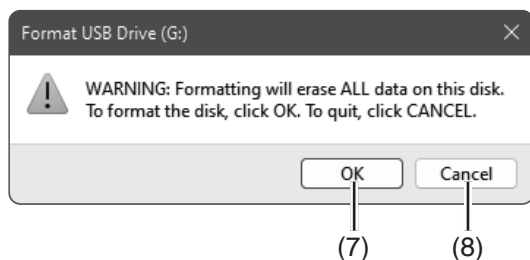 Format USB Drive (G:)
WARNING: Formatting will erase ALL data on this disk.
To format the disk, click OK. To quit, click CANCEL.
OK Cancel
(7) (8)